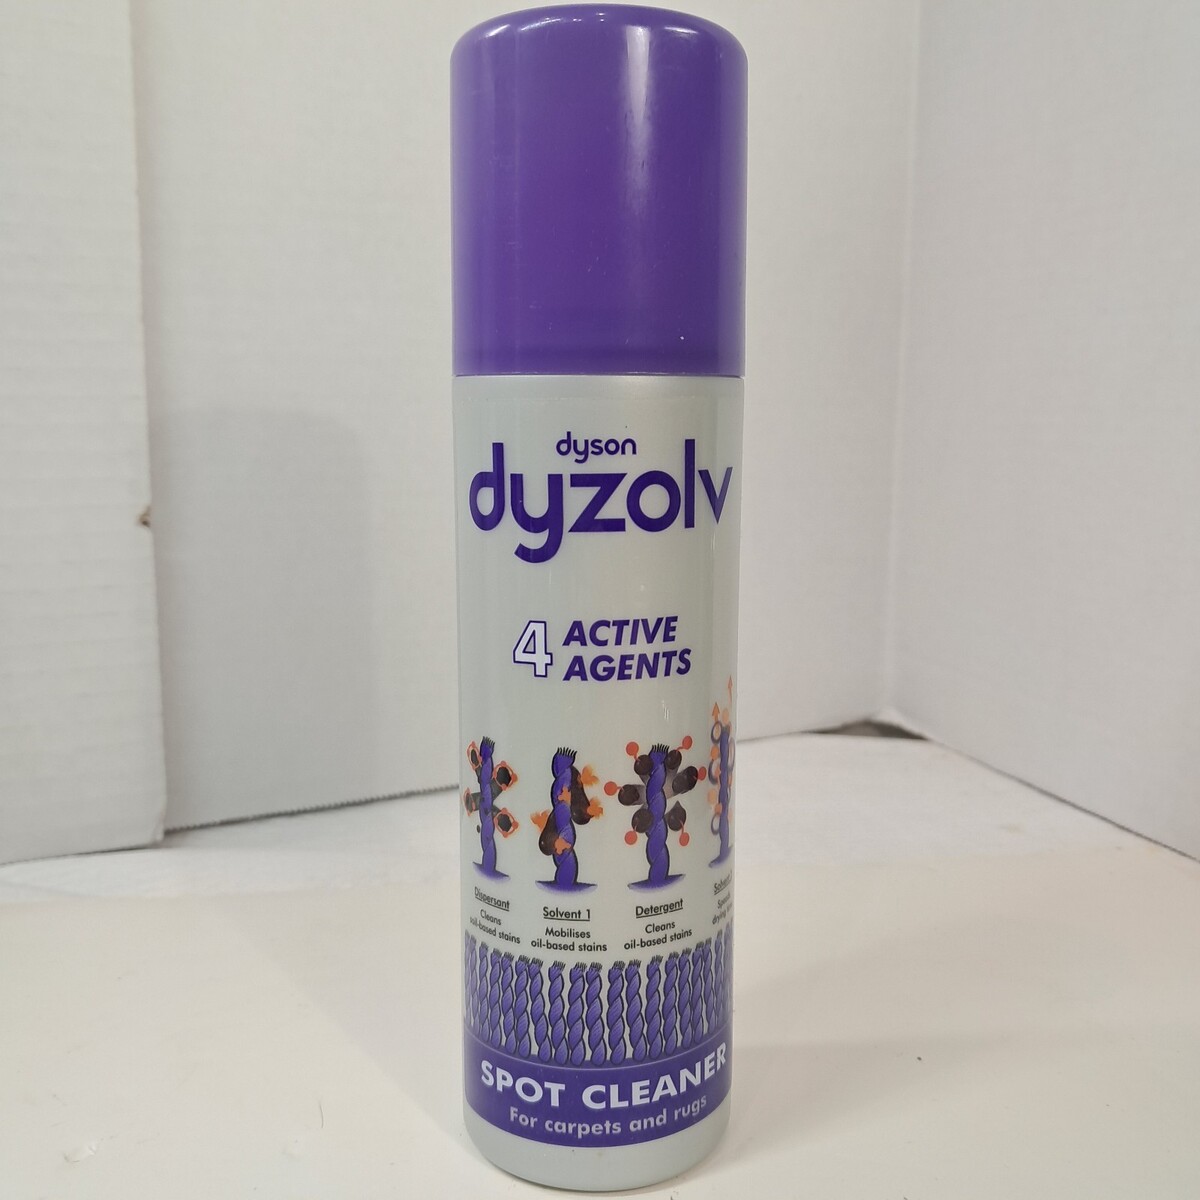 dyson
dyzolv
4 ACTIVE
AGENTS
Dispersant
Cleans
soil-based stains
Solvent 1
Mobilises
oil-based stains
Detergent
Cleans
oil-based stains
SPOT CLEANER
For carpets and rugs